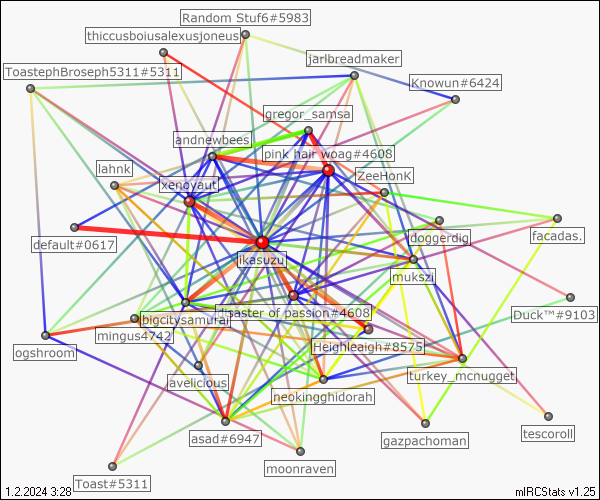 Random Stuf6#5983
thiccusboiusalexusjoneus
jarlbreadmaker
ToastephBroseph5311#5311
Knowun#6424
gregor_samsa
andnewbees
pink hair woag#4608
lahnk
ZeeHonK
xenoyaut
doggerdig
facadas.
default#0617
ikasuzu
mukszi
disaster of passion#4608
Duck™#9103
bigcitysamurai
mingus4742
Heighleaigh#8575
ogshroom
turkey_mcnugget
avelicious
neokingghidorah
asad#6947
gazpachoman
tescoroll
moonraven
Toast#5311
1.2.2024 3:28
mIRCStats v1.25